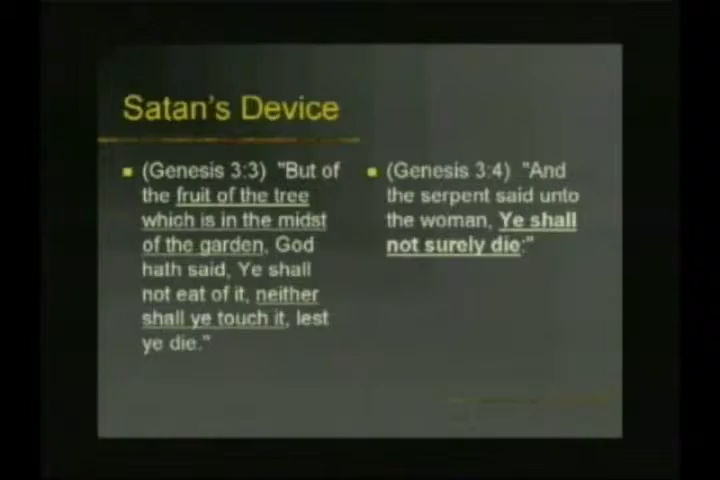 Satan's Device
(Genesis 3:3) "But of
the fruit of the tree
which is in the midst
of the garden, God
hath said, Ye shall
not eat of it, neither
shall ye touch it, lest
ye die."
(Genesis 3:4) "And
the serpent said unto
the woman, Ye shall
not surely die:"